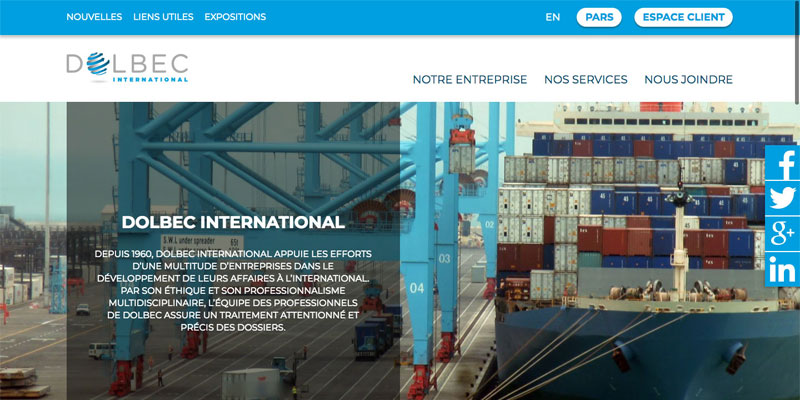 NOUVELLES LIENS UTILES EXPOSITIONS EN PARS ESPACE CLIENT
DOLBEC
INTERNATIONAL
NOTRE ENTREPRISE NOS SERVICES NOUS JOINDRE
DOLBEC INTERNATIONAL
S.W.L under spreader 65t
DEPUIS 1960, DOLBEC INTERNATIONAL APPUIE LES EFFORTS
D'UNE MULTITUDE D'ENTREPRISES DANS LE
DÉVELOPPEMENT DE LEURS AFFAIRES À L'INTERNATIONAL.
PAR SON ÉTHIQUE ET SON PROFESSIONNALISME
MULTIDISCIPLINAIRE, L'ÉQUIPE DES PROFESSIONNELS
DE DOLBEC ASSURE UN TRAITEMENT ATTENTIONNÉ ET
PRÉCIS DES DOSSIERS.
02
03
04
f
g+
in